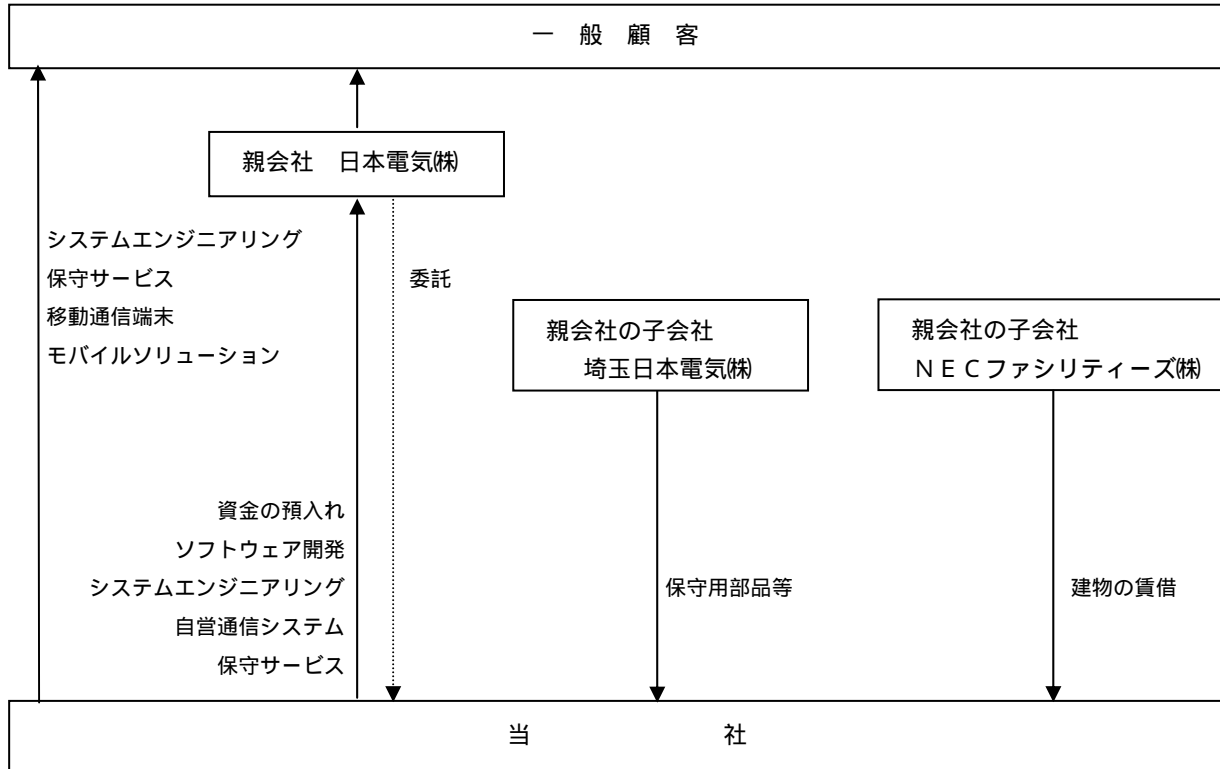 一 般 顧 客
親会社　日本電気㈱
システムエンジニアリング
保守サービス
移動通信端末
モバイルソリューション
委託
親会社の子会社
埼玉日本電気㈱
親会社の子会社
ＮＥＣファシリティーズ㈱
資金の預入れ
ソフトウェア開発
システムエンジニアリング
自営通信システム
保守サービス
保守用部品等
建物の賃借
当　社